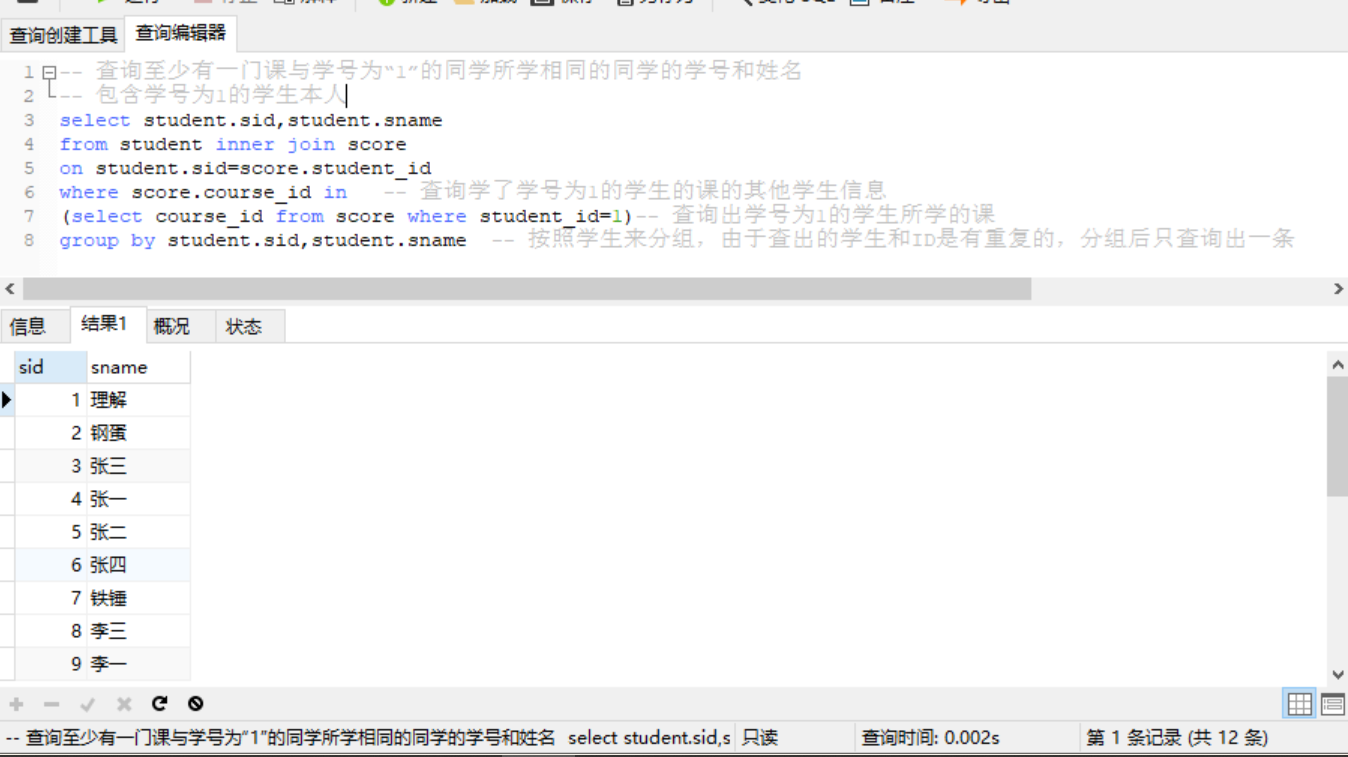 查询创建工具 查询编辑器
1 -- 查询至少有一门课与学号为“1”的同学所学相同的同学的学号和姓名
2 -- 包含学号为1的学生本人
3 select student.sid,student.sname
4 from student inner join score
5 on student.sid=score.student_id
6 where score.course_id in -- 查询学了学号为1的学生的课的其他学生信息
7 (select course_id from score where student_id=1)-- 查询出学号为1的学生所学的课
8 group by student.sid,student.sname -- 按照学生来分组，由于查出的学生和ID是有重复的，分组后只查询出一条
信息 结果1 概况 状态
sid sname
1 理解
2 钢蛋
3 张三
4 张一
5 张二
6 张四
7 铁锤
8 李三
9 李一
-- 查询至少有一门课与学号为“1”的同学所学相同的同学的学号和姓名 select student.sid,s 只读 查询时间: 0.002s 第 1 条记录 (共 12 条)